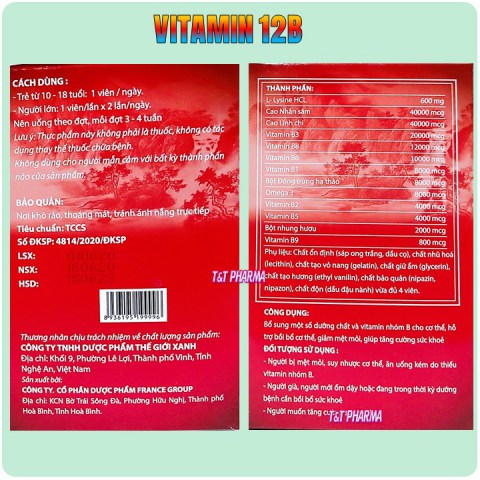 VITAMIN 12B
CÁCH DÙNG :
- Trẻ từ 10 - 18 tuổi: 1 viên / ngày.
- Người lớn: 1 viên/lần x 2 lần/ngày.
Nên uống theo đợt, mỗi đợt 3 - 4 tuần
Lưu ý: Thực phẩm này không phải là thuốc, không có tác
dụng thay thế thuốc chữa bệnh.
Không dùng cho người mẫn cảm với bất kỳ thành phần
nào của sản phẩm.
BẢO QUẢN:
Nơi khô ráo, thoáng mát, tránh ánh nắng trực tiếp
Tiêu chuẩn: TCCS
Số ĐKSP: 4814/2020/ĐKSP
LSX:
NSX:
HSD:
T&T PHARMA
8 936195 199996
Thương nhân chịu trách nhiệm về chất lượng sản phẩm:
CÔNG TY TNHH DƯỢC PHẨM THẾ GIỚI XANH
Địa chỉ: Khối 9, Phường Lê Lợi, Thành phố Vinh, Tỉnh
Nghệ An, Việt Nam
Sản xuất bởi:
CÔNG TY. CỔ PHẦN DƯỢC PHẨM FRANCE GROUP
Địa chỉ: KCN Bờ Trái Sông Đà, Phường Hữu Nghị, Thành phố
Hoà Bình, Tỉnh Hoà Bình.
THÀNH PHẦN:
L- Lysine HCL 600 mg
Cao Nhân sâm 40000 mcg
Cao Linh chi 40000 mcg
Vitamin B3 20000 mcg
Vitamin B8 12000 mcg
Vitamin B6 10000 mcg
Vitamin B1 8000 mcg
Bột Đông trùng hạ thảo 8000 mcg
Omega 3 8000 mcg
Vitamin B2 4000 mcg
Vitamin B5 4000 mcg
Bột nhung hươu 2000 mcg
Vitamin B9 800 mcg
Phụ liệu: Chất ổn định (sáp ong trắng, dầu cọ), chất nhũ hoá
(lecithin), chất tạo vỏ nang (gelatin), chất giữ ẩm (glycerin),
chất tạo hương (ethyl vanilin), chất bảo quản (nipazin,
nipazon), chất độn (dầu đậu nành) vừa đủ 4 viên.
T&T PHARMA
CÔNG DỤNG:
Bổ sung một số dưỡng chất và vitamin nhóm B cho cơ thể, hỗ
trợ bồi bổ cơ thể, giảm mệt mỏi, giúp tăng cường sức khoẻ
ĐỐI TƯỢNG SỬ DỤNG :
- Người bị mệt mỏi, suy nhược cơ thể, ăn uống kém do thiếu
vitamin nhóm B.
- Người già, người mới ốm dậy hoặc đang trong thời kỳ dưỡng
bệnh cần bồi bổ sức khoẻ
- Người muốn tăng
T&T PHARMA